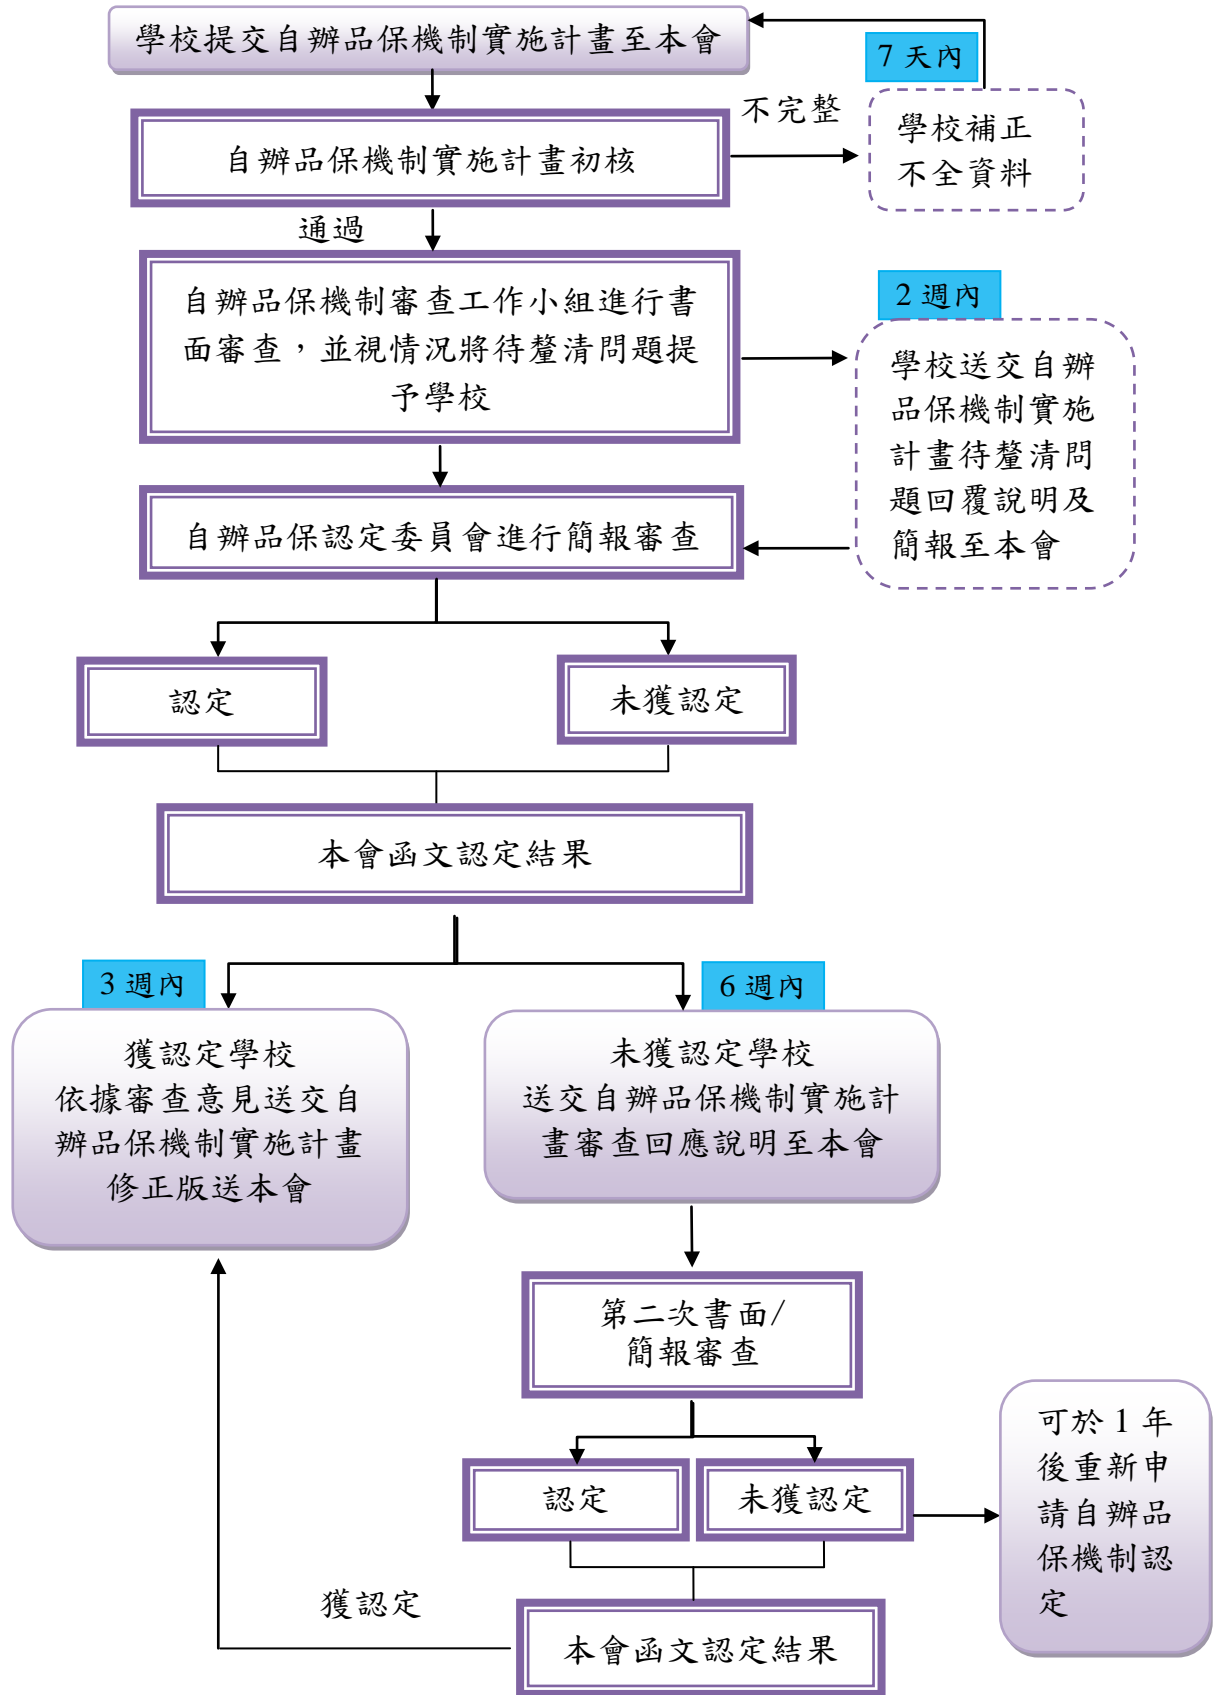 學校提交自辦品保機制實施計畫至本會
7 天內
不完整
學校補正
不全資料
自辦品保機制實施計畫初核
通過
自辦品保機制審查工作小組進行書
面審查，並視情況將待釐清問題提
予學校
2 週內
學校送交自辦
品保機制實施
計畫待釐清問
題回覆說明及
簡報至本會
自辦品保認定委員會進行簡報審查
認定
未獲認定
本會函文認定結果
3 週內
6 週內
獲認定學校
依據審查意見送交自
辦品保機制實施計畫
修正版送本會
未獲認定學校
送交自辦品保機制實施計
畫審查回應說明至本會
第二次書面/
簡報審查
認定
未獲認定
可於 1 年
後重新申
請自辦品
保機制認
定
獲認定
本會函文認定結果